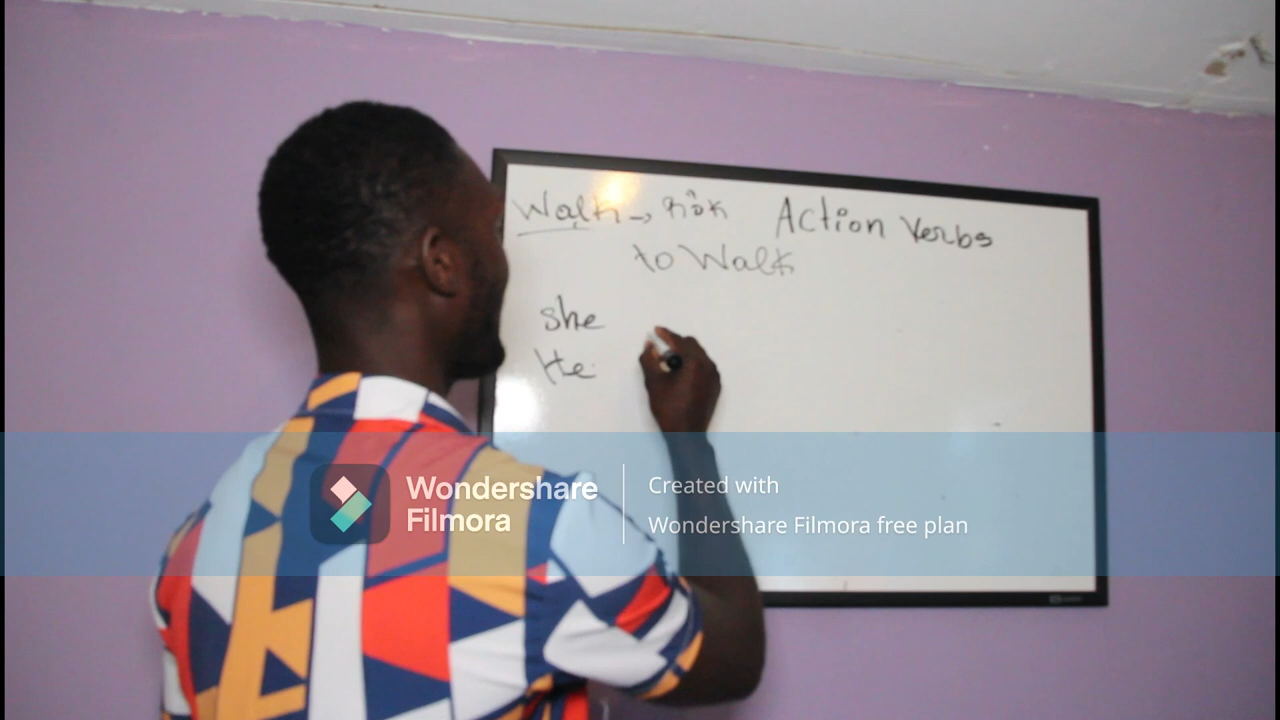 Walk → Action Verbs
to Walk
she
He
Wondershare
Filmora
Created with
Wondershare Filmora free plan